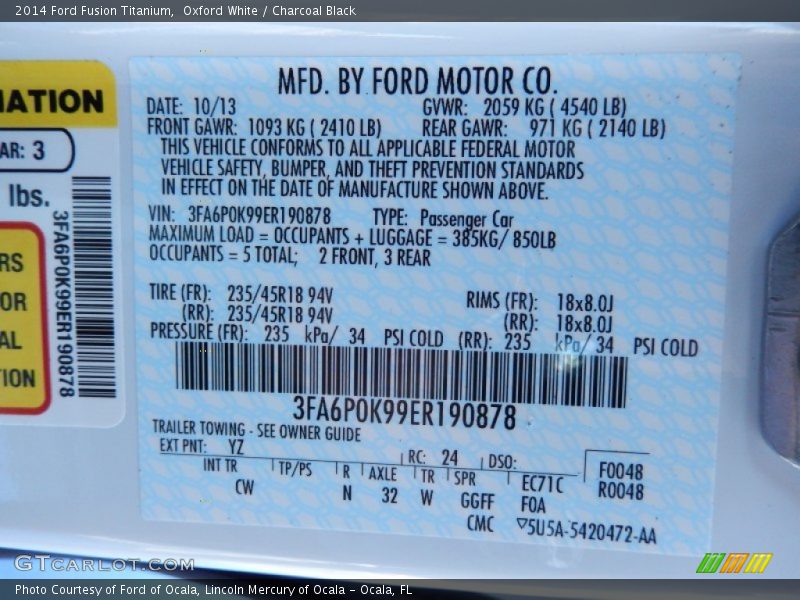 2014 Ford Fusion Titanium,  Oxford White / Charcoal Black
MFD. BY FORD MOTOR CO.
DATE: 10/13 GVWR: 2059 KG ( 4540 LB)
FRONT GAWR: 1093 KG ( 2410 LB) REAR GAWR: 971 KG ( 2140 LB)
THIS VEHICLE CONFORMS TO ALL APPLICABLE FEDERAL MOTOR
VEHICLE SAFETY, BUMPER, AND THEFT PREVENTION STANDARDS
IN EFFECT ON THE DATE OF MANUFACTURE SHOWN ABOVE.
VIN: 3FA6P0K99ER190878 TYPE: Passenger Car
MAXIMUM LOAD = OCCUPANTS + LUGGAGE = 385KG/ 850LB
OCCUPANTS = 5 TOTAL; 2 FRONT, 3 REAR
TIRE (FR): 235/45R18 94V RIMS (FR): 18x8.0J
(RR): 235/45R18 94V (RR): 18x8.0J
PRESSURE (FR): 235 kPa/ 34 PSI COLD (RR): 235 kPa/ 34 PSI COLD
3FA6P0K99ER190878
TRAILER TOWING - SEE OWNER GUIDE
EXT PNT: YZ RC: 24 DSO: F0048
INT TR TP/PS R AXLE TR SPR EC71C R0048
CW N 32 W GGFF F0A
CMC ▽5U5A-5420472-AA
IATION
AR: 3
lbs.
3FA6P0K99ER190878
RS
OR
AL
TION
GTCarLot.com
Photo Courtesy of Ford of Ocala, Lincoln Mercury of Ocala - Ocala, FL